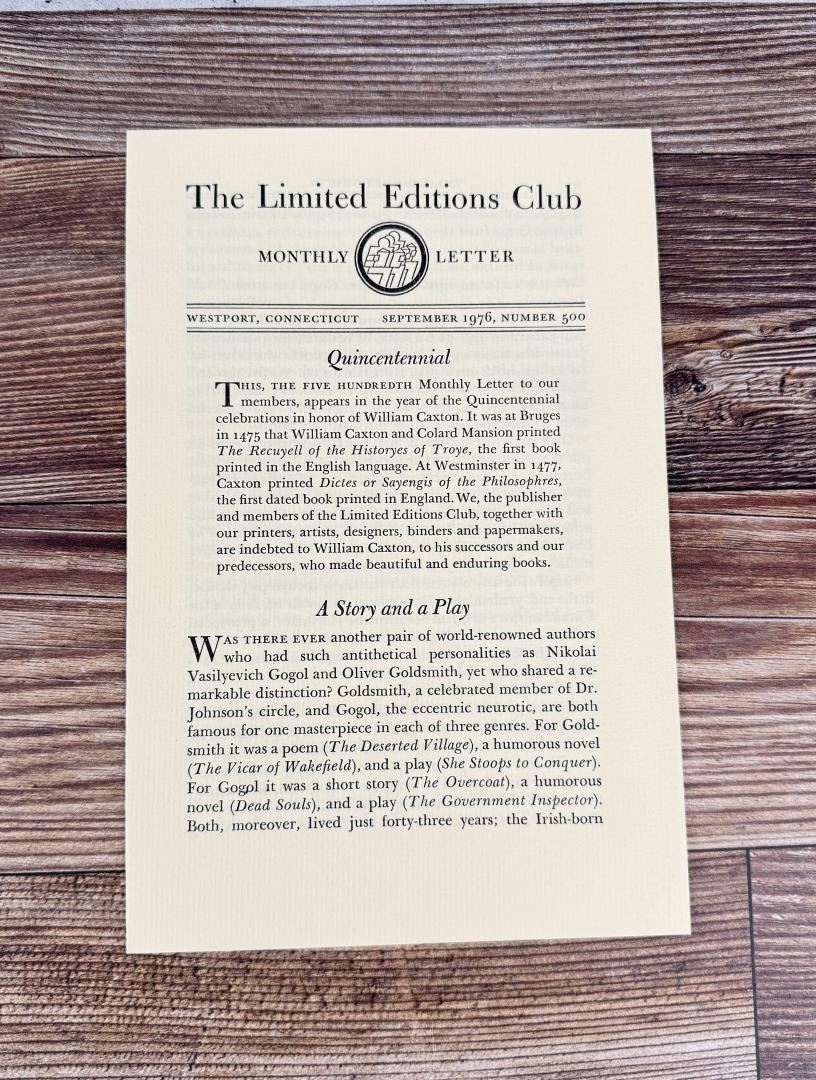 The Limited Editions Club
MONTHLY LETTER
WESTPORT, CONNECTICUT SEPTEMBER 1976, NUMBER 500
Quincentennial
THIS, THE FIVE HUNDREDTH Monthly Letter to our
members, appears in the year of the Quincentennial
celebrations in honor of William Caxton. It was at Bruges
in 1475 that William Caxton and Colard Mansion printed
The Recuyell of the Historyes of Troye, the first book
printed in the English language. At Westminster in 1477,
Caxton printed Dictes or Sayengis of the Philosophres,
the first dated book printed in England. We, the publisher
and members of the Limited Editions Club, together with
our printers, artists, designers, binders and papermakers,
are indebted to William Caxton, to his successors and our
predecessors, who made beautiful and enduring books.
A Story and a Play
WAS THERE EVER another pair of world-renowned authors
who had such antithetical personalities as Nikolai
Vasilyevich Gogol and Oliver Goldsmith, yet who shared a re-
markable distinction? Goldsmith, a celebrated member of Dr.
Johnson's circle, and Gogol, the eccentric neurotic, are both
famous for one masterpiece in each of three genres. For Gold-
smith it was a poem (The Deserted Village), a humorous novel
(The Vicar of Wakefield), and a play (She Stoops to Conquer).
For Gogol it was a short story (The Overcoat), a humorous
novel (Dead Souls), and a play (The Government Inspector).
Both, moreover, lived just forty-three years; the Irish-born